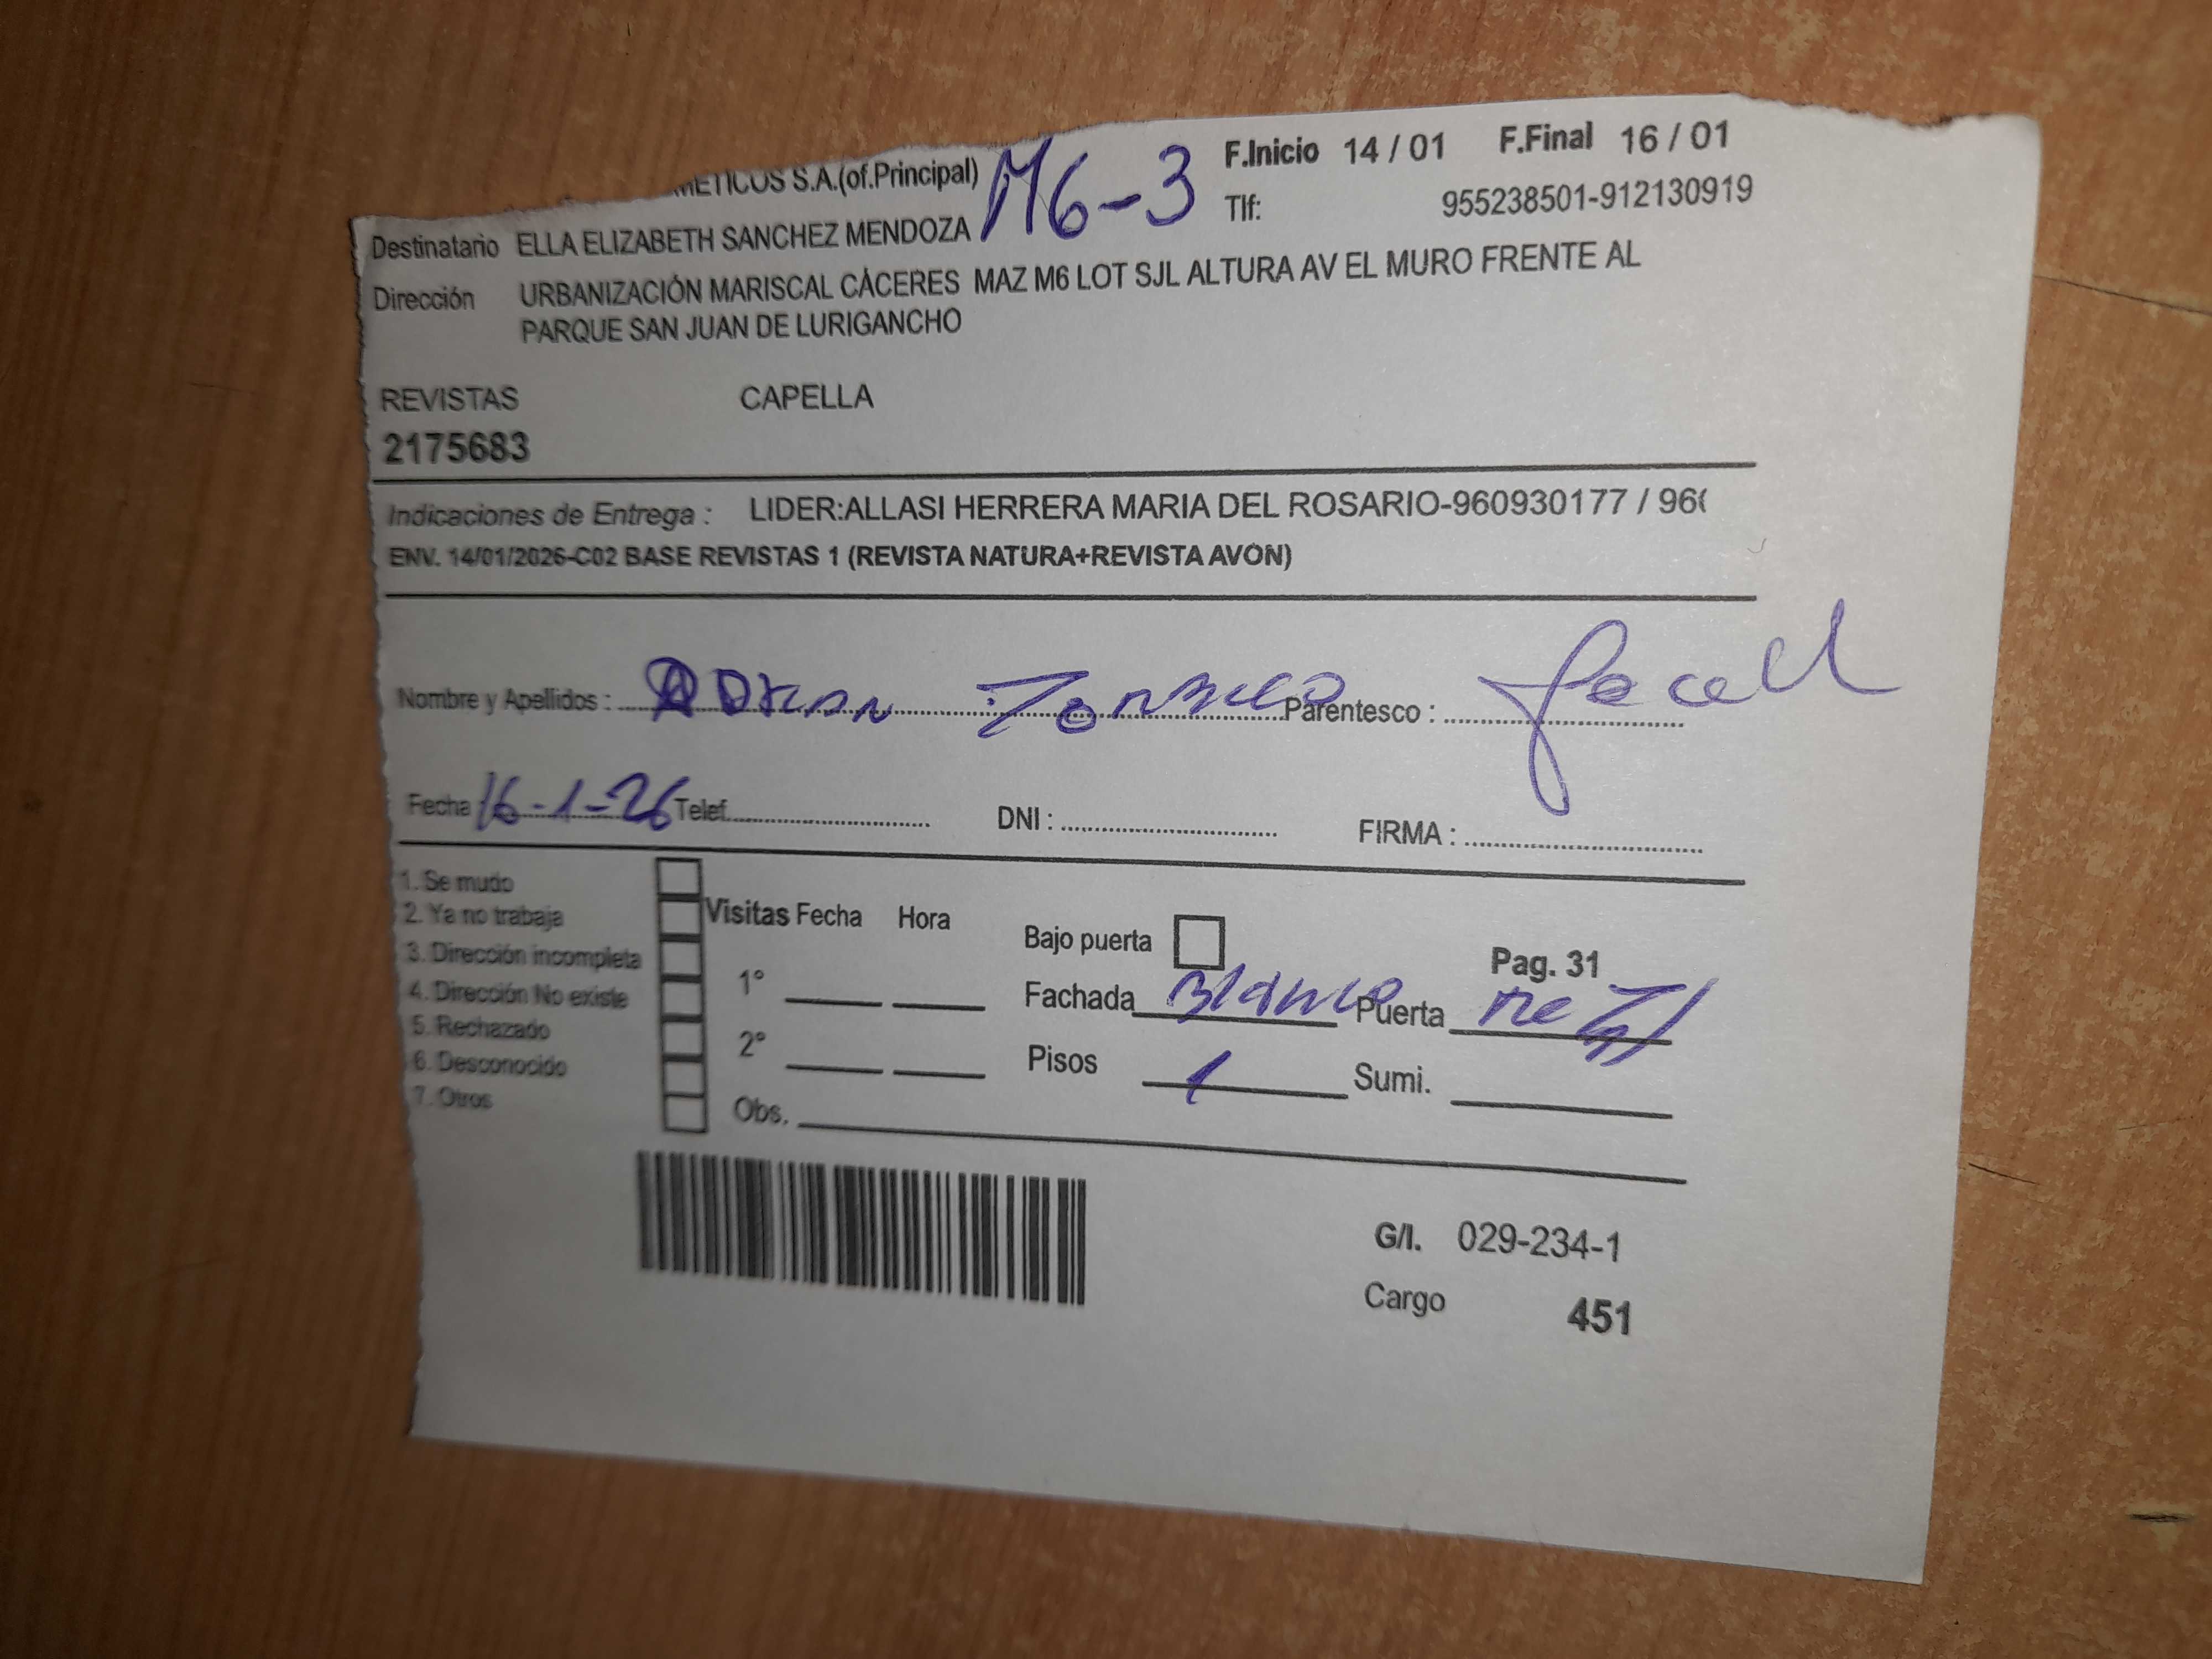 METICOS S.A.(of.Principal) M6-3 F.Inicio 14 / 01 F.Final 16 / 01
Tlf: 955238501-912130919
Destinatario ELLA ELIZABETH SANCHEZ MENDOZA
Dirección URBANIZACIÓN MARISCAL CÁCERES MAZ M6 LOT SJL ALTURA AV EL MURO FRENTE AL
PARQUE SAN JUAN DE LURIGANCHO
REVISTAS CAPELLA
2175683
Indicaciones de Entrega : LIDER:ALLASI HERRERA MARIA DEL ROSARIO-960930177 / 96
ENV. 14/01/2026-C02 BASE REVISTAS 1 (REVISTA NATURA+REVISTA AVON)
Nombre y Apellidos : Parentesco :
Fecha 16-1-26 Telef. DNI : FIRMA :
1. Se mudo
2. Ya no trabaja
3. Dirección incompleta
4. Dirección No existe
5. Rechazado
6. Desconocido
7. Otros
Visitas Fecha Hora
1°
2°
Obs.
Bajo puerta Pag. 31
Fachada Blanco Puerta
Pisos 1 Sumi.
G/I. 029-234-1
Cargo 451